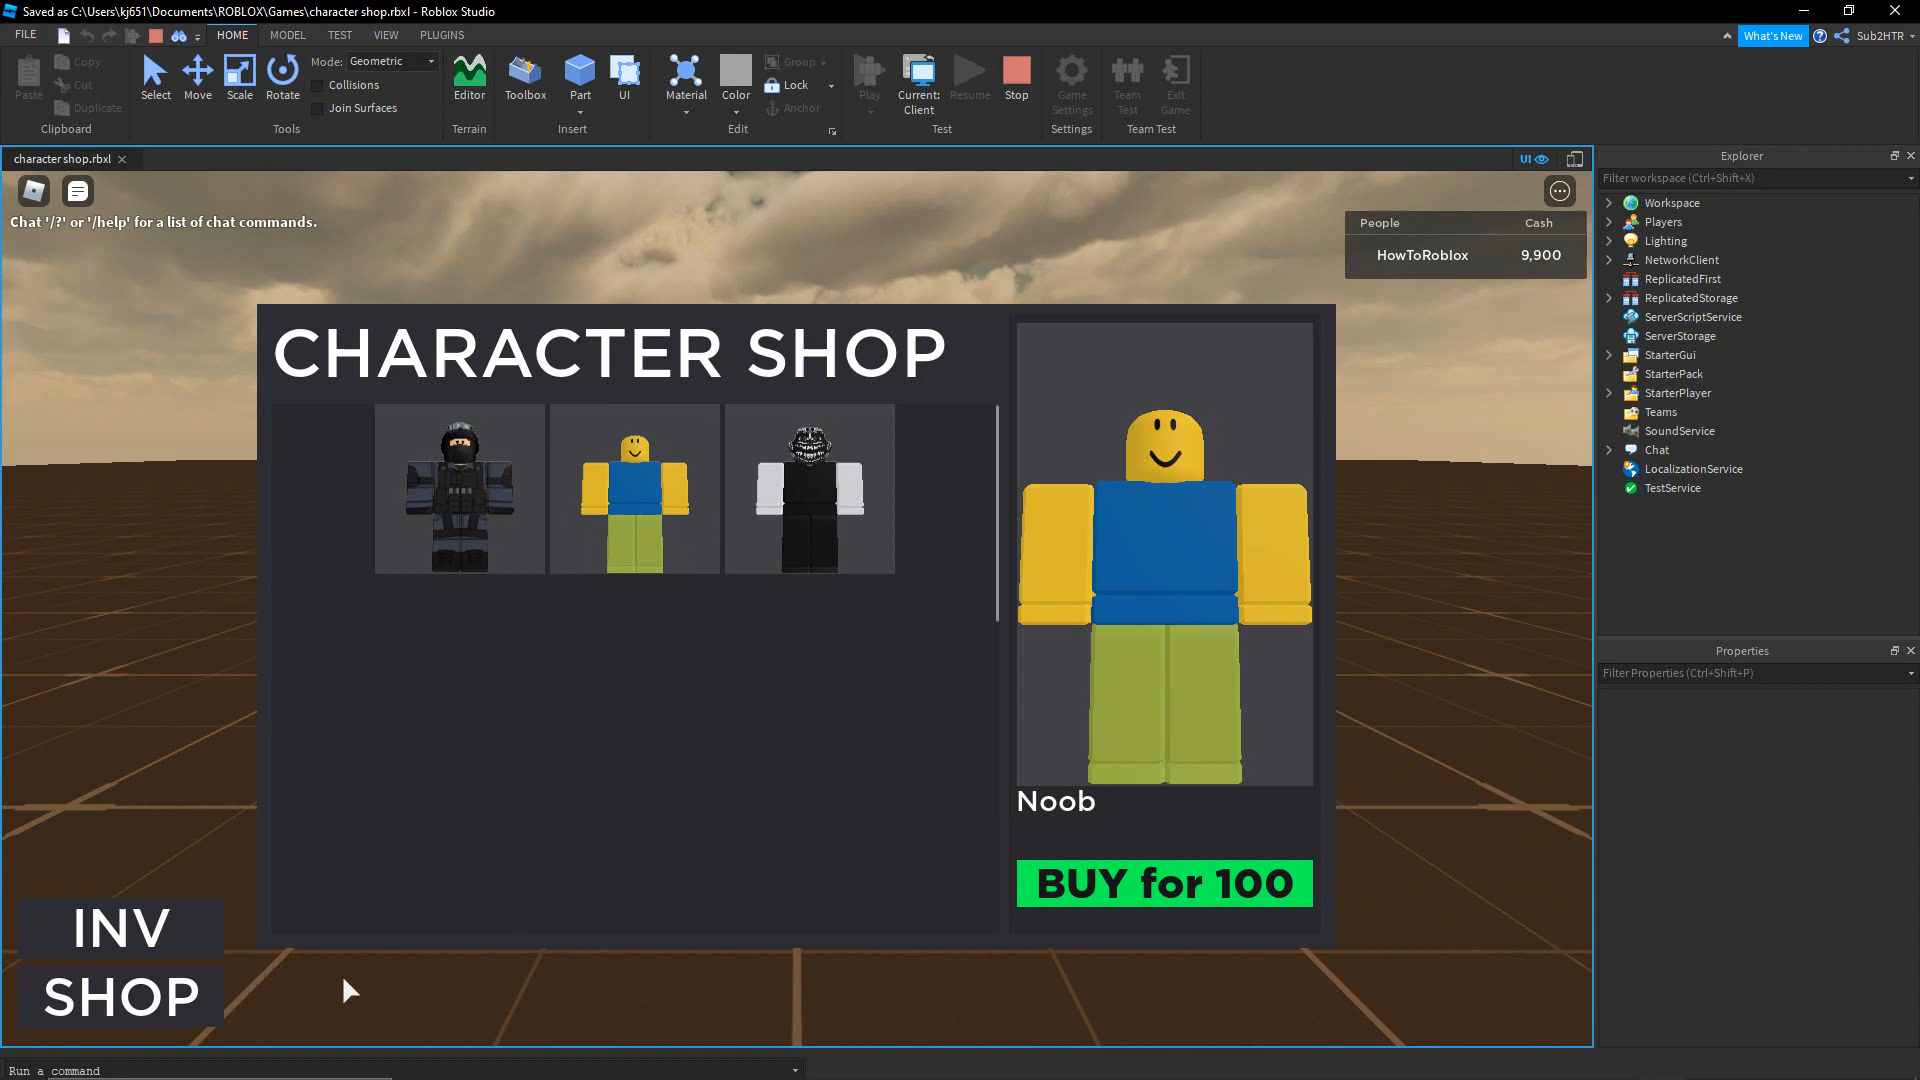 Saved as C:\Users\kj651\Documents\ROBLOX\Games\character shop.rbxl - Roblox Studio
FILE HOME MODEL TEST VIEW PLUGINS What's New Sub2HTR
Copy
Cut
Duplicate
Paste
Clipboard
Select Move Scale Rotate
Mode: Geometric
Collisions
Join Surfaces
Tools
Editor
Terrain
Toolbox Part UI
Insert
Material Color
Group
Lock
Anchor
Edit
Play Current: Client Resume Stop
Test
Game Settings
Settings
Team Test Exit Game
Team Test
character shop.rbxl
UI
Chat '/?' or '/help' for a list of chat commands.
People Cash
HowToRoblox 9,900
CHARACTER SHOP
Noob
BUY for 100
INV
SHOP
Explorer
Filter workspace (Ctrl+Shift+X)
Workspace
Players
Lighting
NetworkClient
ReplicatedFirst
ReplicatedStorage
ServerScriptService
ServerStorage
StarterGui
StarterPack
StarterPlayer
Teams
SoundService
Chat
LocalizationService
TestService
Properties
Filter Properties (Ctrl+Shift+P)
Run a command